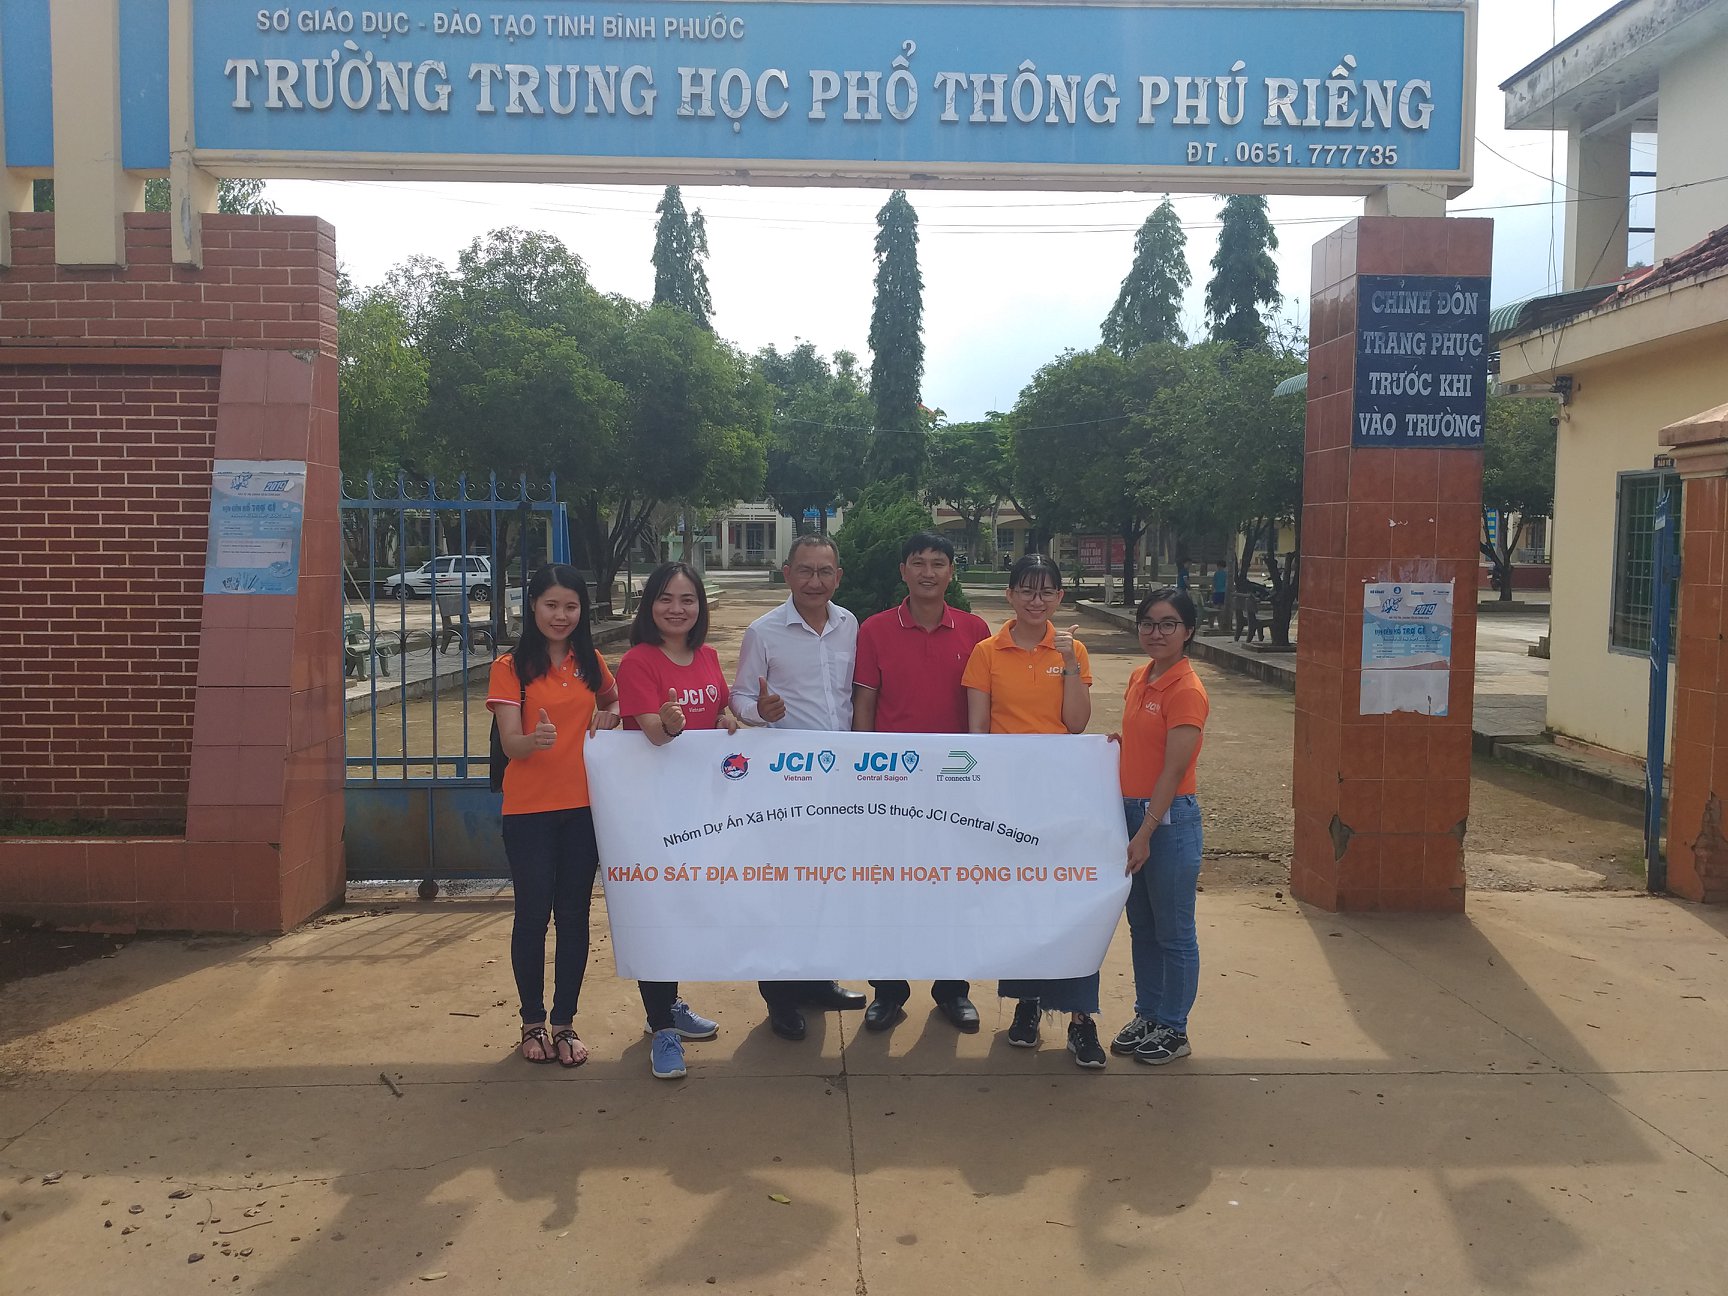 SỞ GIÁO DỤC - ĐÀO TẠO TỈNH BÌNH PHƯỚC
TRƯỜNG TRUNG HỌC PHỔ THÔNG PHÚ RIỀNG
ĐT. 0651. 777735
CHỈNH ĐỐN
TRANG PHỤC
TRƯỚC KHI
VÀO TRƯỜNG
2019
2019
JCI
Vietnam
JCI
JCI
YBA
JCI
Vietnam
JCI
Central Saigon
IT connects US
Nhóm Dự Án Xã Hội IT Connects US thuộc JCI Central Saigon
KHẢO SÁT ĐỊA ĐIỂM THỰC HIỆN HOẠT ĐỘNG ICU GIVE